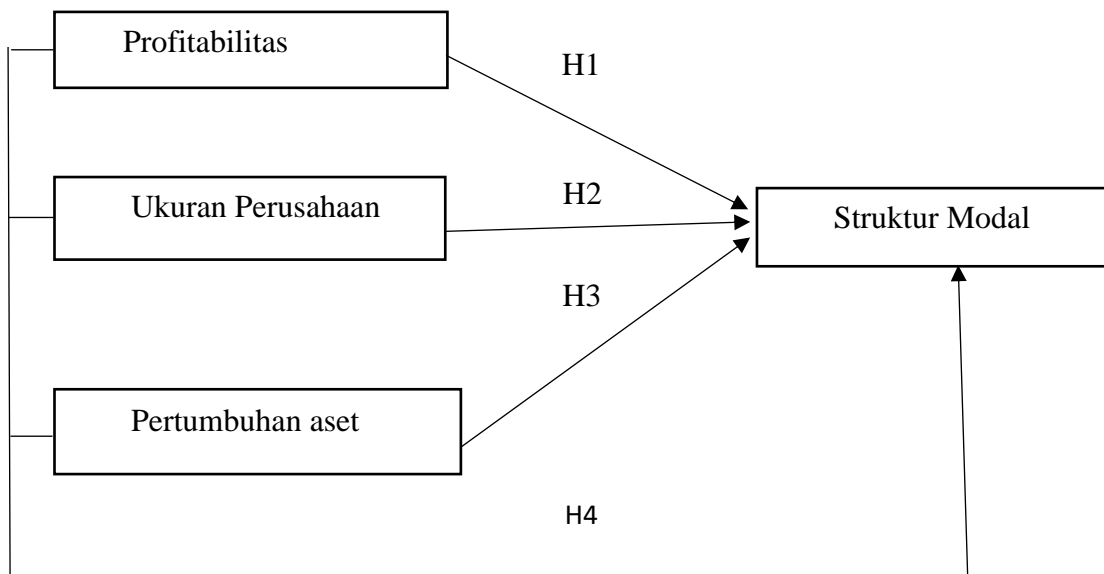 Profitabilitas
H1
Ukuran Perusahaan
H2
Struktur Modal
H3
Pertumbuhan aset
H4